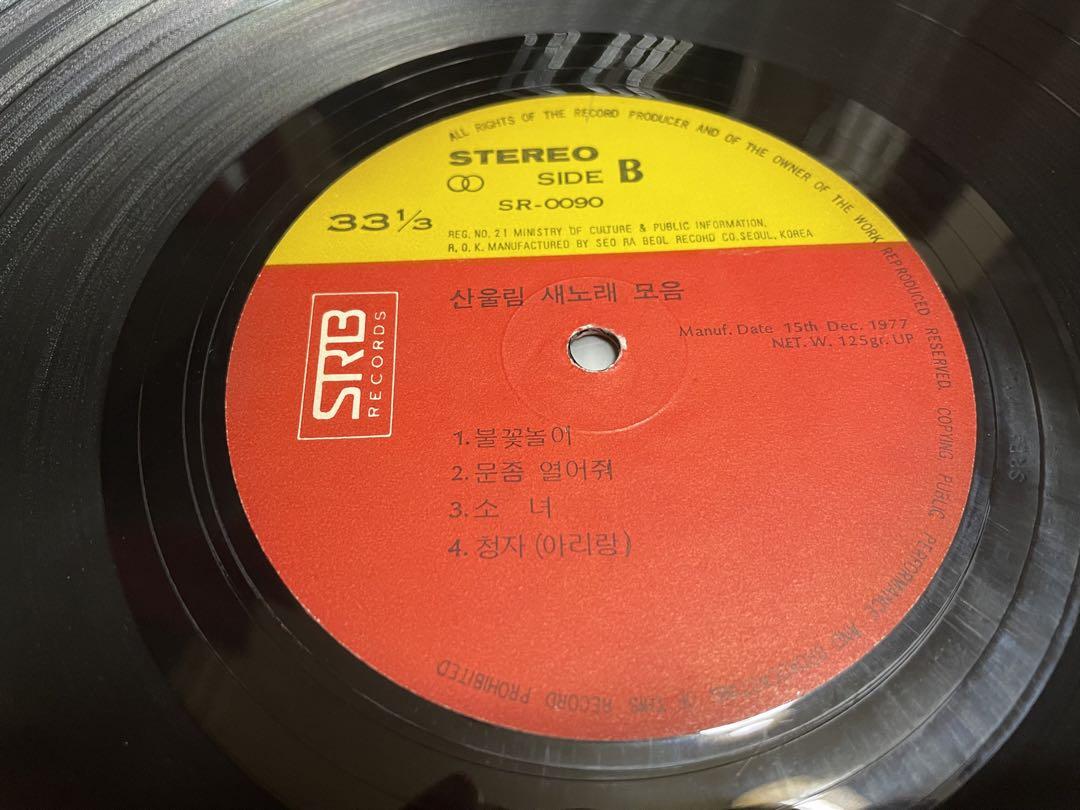 ALL RIGHTS OF THE RECORD PRODUCER AND OF THE OWNER OF THE WORK REPRODUCED RESERVED. COPYING PUBLIC PERFORMANCE AND BROADCASTING OF THIS RECORD PROHIBITED
STEREO
SIDE B
SR-0090
33 1/3
REG. NO. 21 MINISTRY OF CULTURE & PUBLIC INFORMATION,
R, O, K. MANUFACTURED BY SEO RA BEOL RECORD CO. SEOUL, KOREA
산울림 새노래 모음
Manuf. Date 15th Dec. 1977
NET. W. 125gr. UP
SRB
RECORDS
1. 불꽃놀이
2. 문좀 열어줘
3. 소 녀
4. 청자 (아리랑)